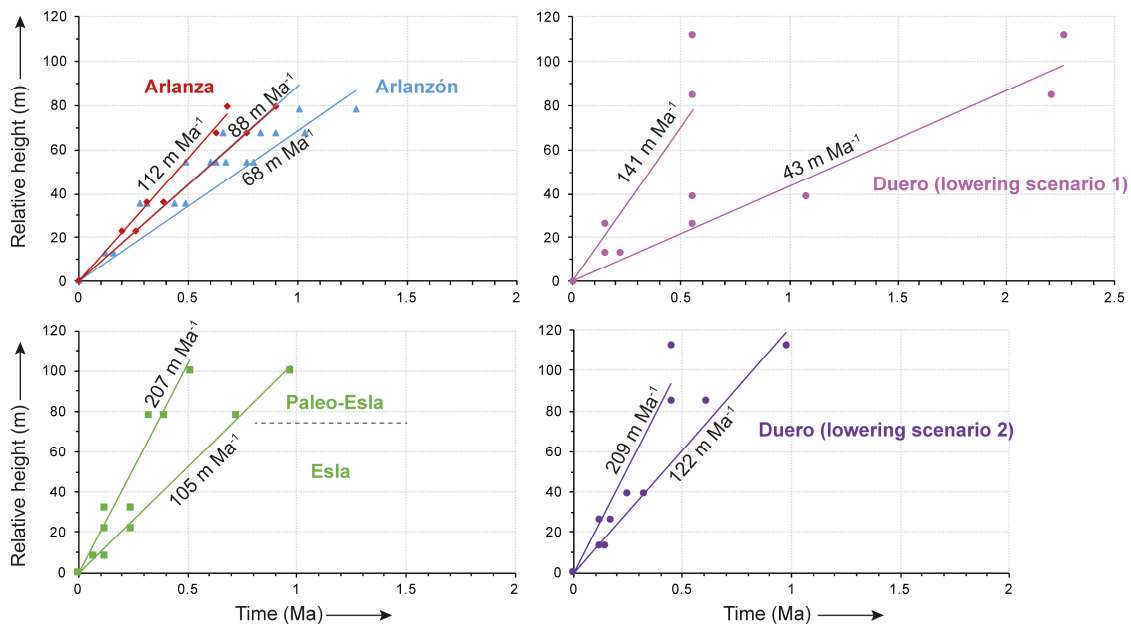 Relative height (m)
120
100
80
60
40
20
0
Arlanza
Arlanzón
112 m Ma⁻¹
88 m Ma⁻¹
68 m Ma⁻¹
0
0.5
1
1.5
2
120
100
80
60
40
20
0
141 m Ma⁻¹
43 m Ma⁻¹
Duero (lowering scenario 1)
0
0.5
1
1.5
2
2.5
Relative height (m)
120
100
80
60
40
20
0
207 m Ma⁻¹
105 m Ma⁻¹
Paleo-Esla
Esla
0
0.5
1
1.5
2
Time (Ma)
120
100
80
60
40
20
0
209 m Ma⁻¹
122 m Ma⁻¹
Duero (lowering scenario 2)
0
0.5
1
1.5
2
Time (Ma)